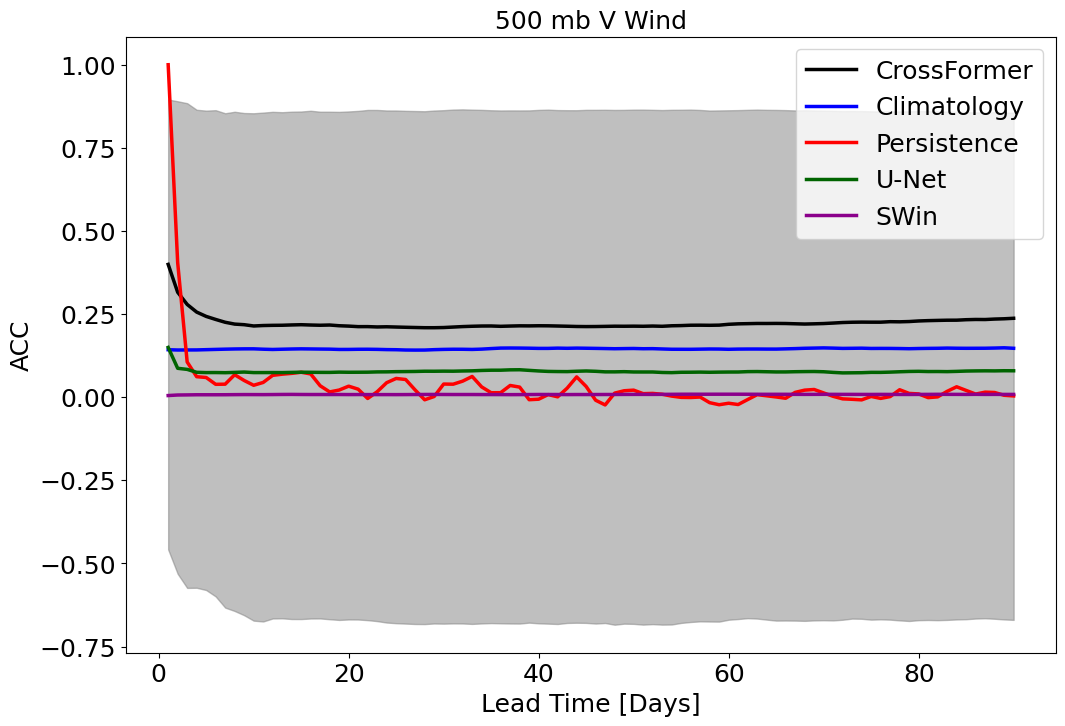 500 mb V Wind
CrossFormer
Climatology
Persistence
U-Net
SWin
ACC
1.00
0.75
0.50
0.25
0.00
−0.25
−0.50
−0.75
0 20 40 60 80
Lead Time [Days]